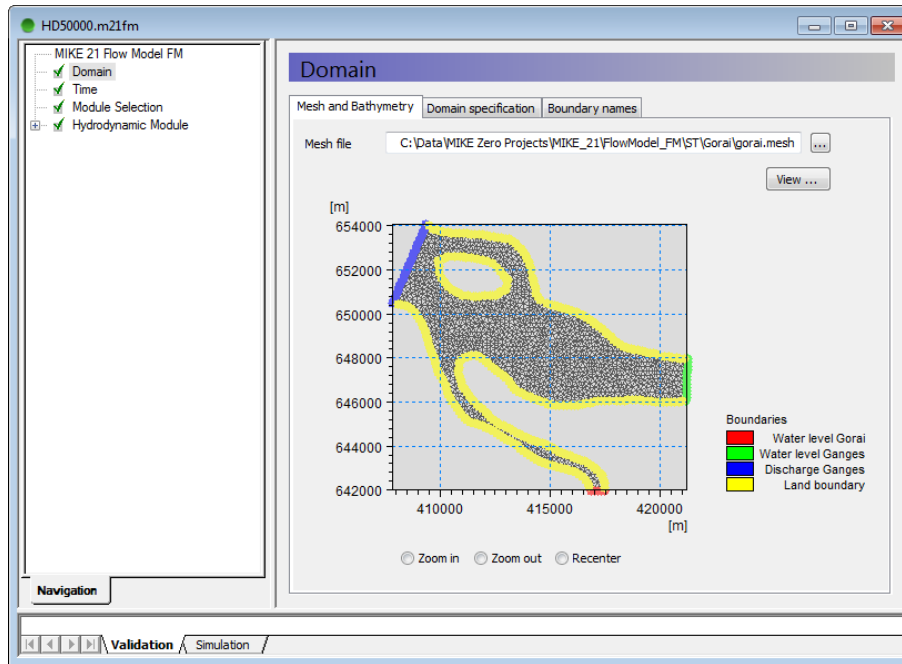 HD50000.m21fm
MIKE 21 Flow Model FM
Domain
Time
Module Selection
Hydrodynamic Module
Navigation
Domain
Mesh and Bathymetry Domain specification Boundary names
Mesh file C:\Data\MIKE Zero Projects\MIKE_21\FlowModel_FM\ST\Gorai\gorai.mesh ...
View ...
[m]
654000
652000
650000
648000
646000
644000
642000
410000 415000 420000
[m]
Boundaries
Water level Gorai
Water level Ganges
Discharge Ganges
Land boundary
Zoom in Zoom out Recenter
Validation Simulation